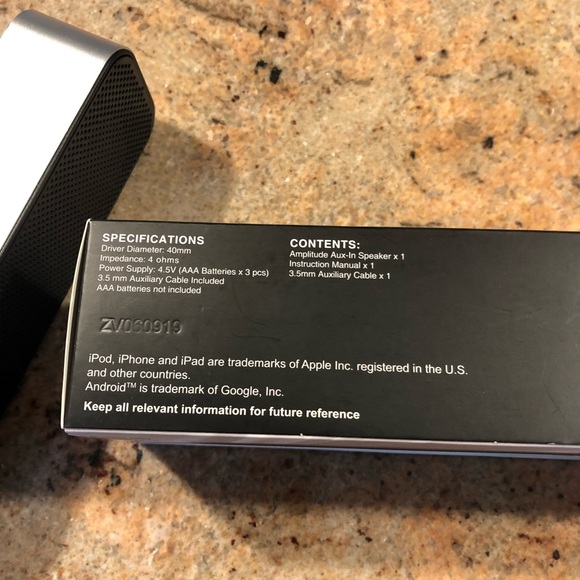 SPECIFICATIONS
Driver Diameter: 40mm
Impedance: 4 ohms
Power Supply: 4.5V (AAA Batteries x 3 pcs)
3.5 mm Auxiliary Cable Included
AAA batteries not included
CONTENTS:
Amplitude Aux-In Speaker x 1
Instruction Manual x 1
3.5mm Auxiliary Cable x 1
ZV060919
iPod, iPhone and iPad are trademarks of Apple Inc. registered in the U.S.
and other countries.
Android™ is trademark of Google, Inc.
Keep all relevant information for future reference